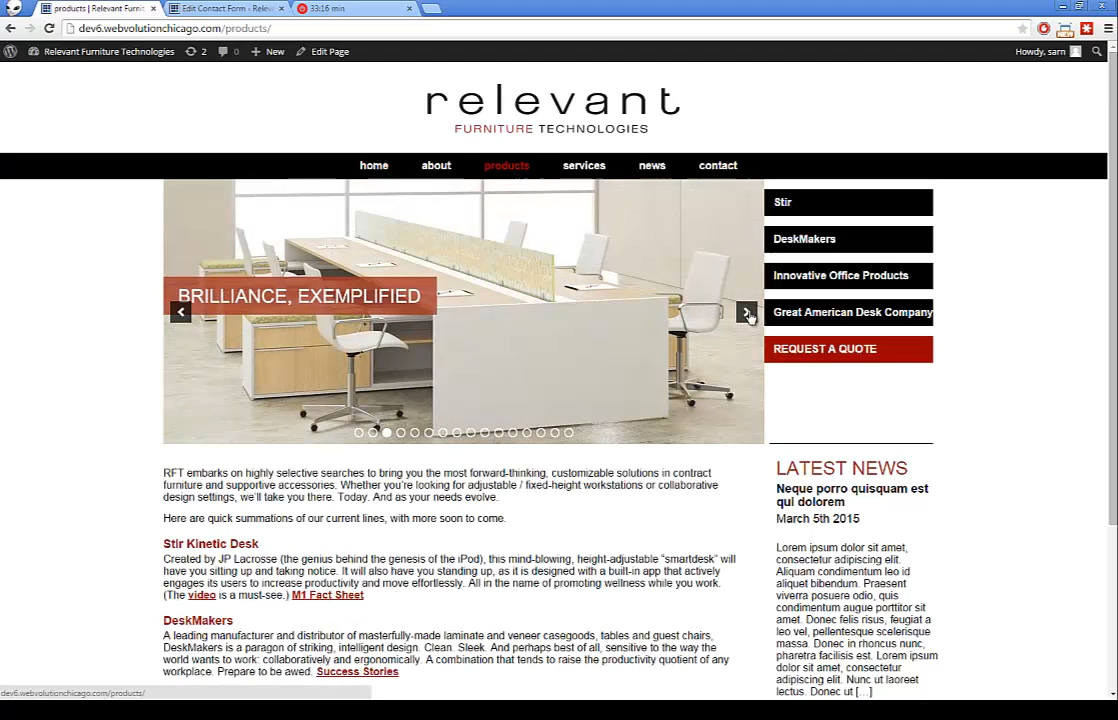 products | Relevant Furnit
Edit Contact Form ‹ Relev
33:16 min
dev6.webvolutionchicago.com/products/
NEW
Relevant Furniture Technologies
2
0
New
Edit Page
Howdy, sarn
relevant
FURNITURE TECHNOLOGIES
home
about
products
services
news
contact
BRILLIANCE, EXEMPLIFIED
Stir
DeskMakers
Innovative Office Products
Great American Desk Company
REQUEST A QUOTE
RFT embarks on highly selective searches to bring you the most forward-thinking, customizable solutions in contract
furniture and supportive accessories. Whether you're looking for adjustable / fixed-height workstations or collaborative
design settings, we'll take you there. Today. And as your needs evolve.
Here are quick summations of our current lines, with more soon to come.
Stir Kinetic Desk
Created by JP Lacrosse (the genius behind the genesis of the iPod), this mind-blowing, height-adjustable "smartdesk" will
have you sitting up and taking notice. It will also have you standing up, as it is designed with a built-in app that actively
engages its users to increase productivity and move effortlessly. All in the name of promoting wellness while you work.
(The video is a must-see.) M1 Fact Sheet
DeskMakers
A leading manufacturer and distributor of masterfully-made laminate and veneer casegoods, tables and guest chairs,
DeskMakers is a paragon of striking, intelligent design. Clean. Sleek. And perhaps best of all, sensitive to the way the
world wants to work: collaboratively and ergonomically. A combination that tends to raise the productivity quotient of any
workplace. Prepare to be awed. Success Stories
LATEST NEWS
Neque porro quisquam est
qui dolorem
March 5th 2015
Lorem ipsum dolor sit amet,
consectetur adipiscing elit.
Aliquam condimentum leo id
aliquet bibendum. Praesent
viverra posuere odio, quis
condimentum augue porttitor sit
amet. Donec felis risus, feugiat a
leo vel, pellentesque scelerisque
massa. Donec in rhoncus nunc,
pharetra facilisis est. Lorem ipsum
dolor sit amet, consectetur
adipiscing elit. Nunc ut laoreet
lectus. Donec ut [...]
dev6.webvolutionchicago.com/products/